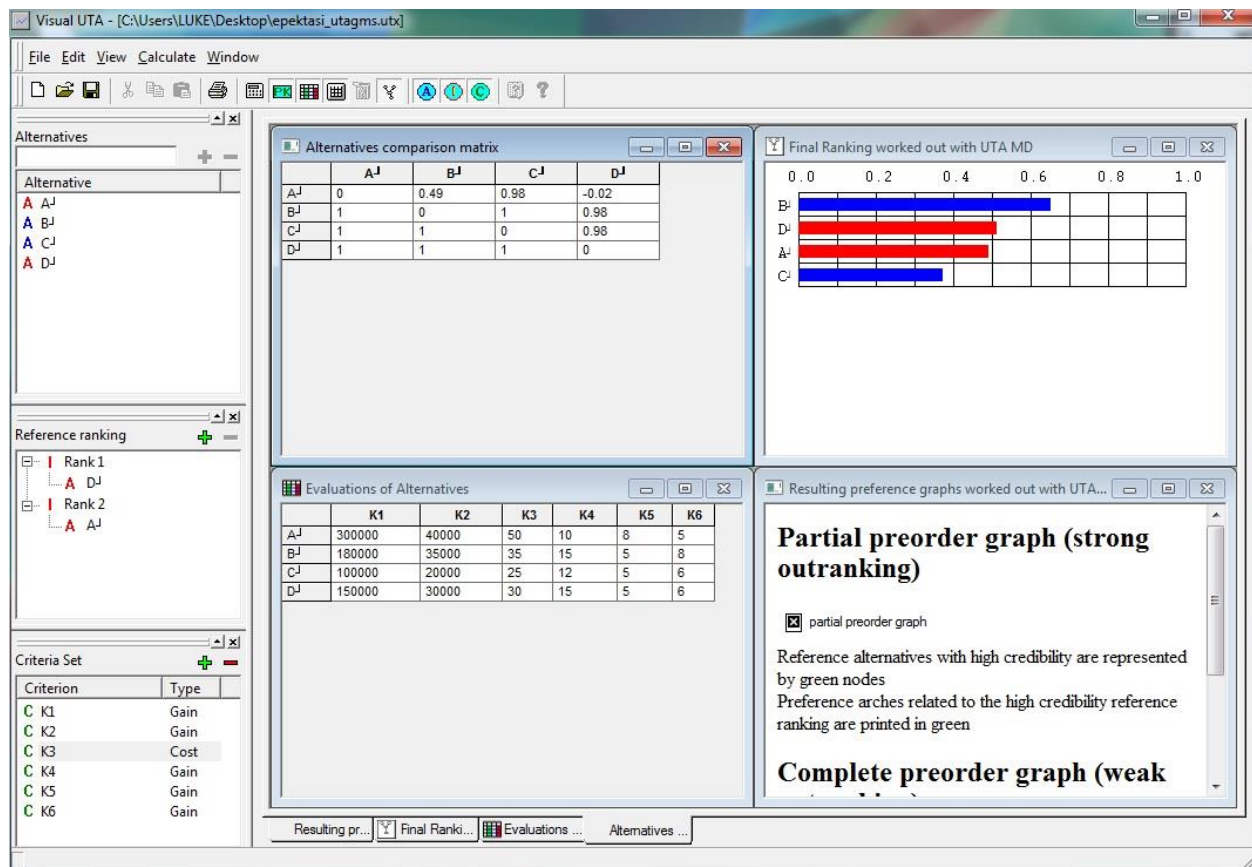 Visual UTA - [C:\Users\LUKE\Desktop\epektasi_utagms.utx]
File Edit View Calculate Window
PK A I C ?
Alternatives
Alternative
A A┘
A B┘
A C┘
A D┘
Reference ranking
Rank 1
A D┘
Rank 2
A A┘
Criteria Set
Criterion Type
C K1 Gain
C K2 Gain
C K3 Cost
C K4 Gain
C K5 Gain
C K6 Gain
Alternatives comparison matrix
A┘ B┘ C┘ D┘
A┘ 0 0.49 0.98 -0.02
B┘ 1 0 1 0.98
C┘ 1 1 0 0.98
D┘ 1 1 1 0
Final Ranking worked out with UTA MD
0.0 0.2 0.4 0.6 0.8 1.0
B┘
D┘
A┘
C┘
Evaluations of Alternatives
K1 K2 K3 K4 K5 K6
A┘ 300000 40000 50 10 8 5
B┘ 180000 35000 35 15 5 8
C┘ 100000 20000 25 12 5 6
D┘ 150000 30000 30 15 5 6
Resulting preference graphs worked out with UTA...
Partial preorder graph (strong
outranking)
partial preorder graph
Reference alternatives with high credibility are represented
by green nodes
Preference arches related to the high credibility reference
ranking are printed in green
Complete preorder graph (weak
Resulting pr... Final Ranki... Evaluations ... Alternatives ...